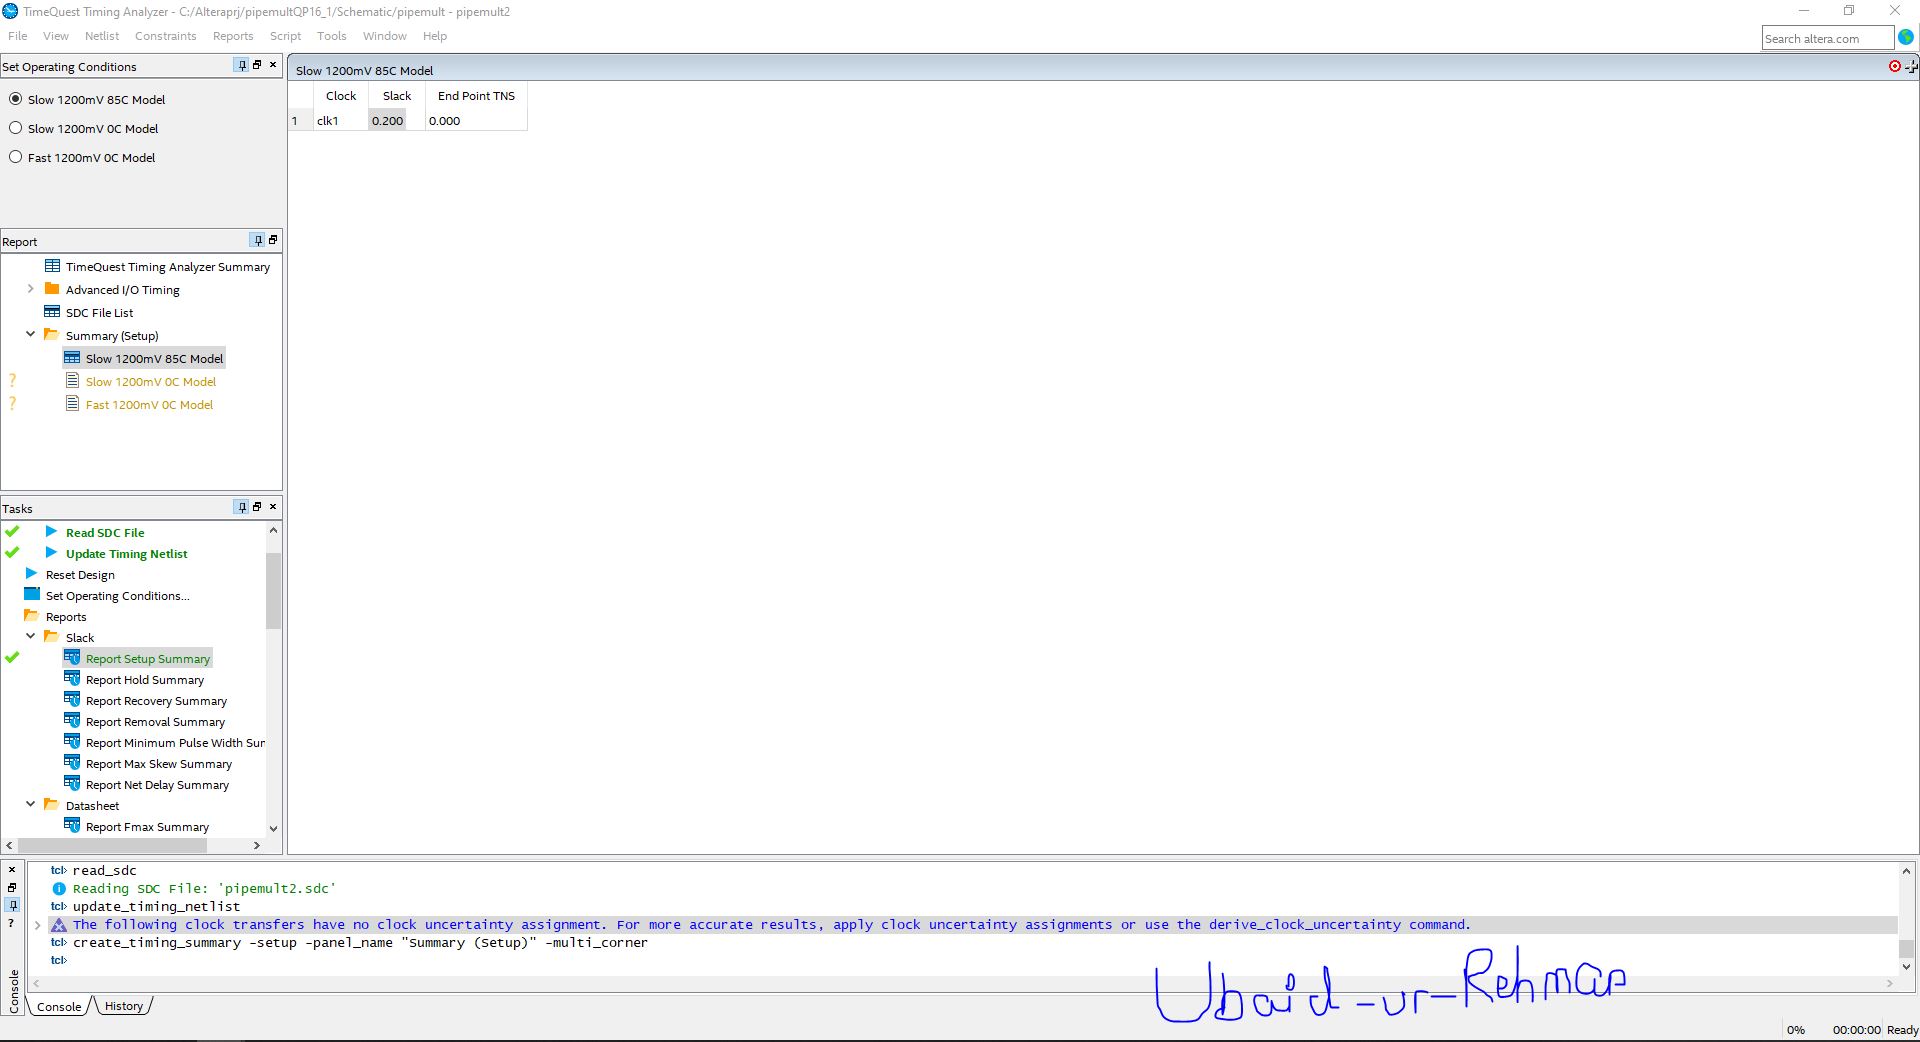 TimeQuest Timing Analyzer - C:/Alteraprj/pipemultQP16_1/Schematic/pipemult - pipemult2
File View Netlist Constraints Reports Script Tools Window Help
Search altera.com
Set Operating Conditions
Slow 1200mV 85C Model
Slow 1200mV 0C Model
Fast 1200mV 0C Model
Report
TimeQuest Timing Analyzer Summary
Advanced I/O Timing
SDC File List
Summary (Setup)
Slow 1200mV 85C Model
? Slow 1200mV 0C Model
? Fast 1200mV 0C Model
Tasks
Read SDC File
Update Timing Netlist
Reset Design
Set Operating Conditions...
Reports
Slack
Report Setup Summary
Report Hold Summary
Report Recovery Summary
Report Removal Summary
Report Minimum Pulse Width Sur
Report Max Skew Summary
Report Net Delay Summary
Datasheet
Report Fmax Summary
Slow 1200mV 85C Model
Clock Slack End Point TNS
1 clk1 0.200 0.000
Console
tcl> read_sdc
Reading SDC File: 'pipemult2.sdc'
tcl> update_timing_netlist
The following clock transfers have no clock uncertainty assignment. For more accurate results, apply clock uncertainty assignments or use the derive_clock_uncertainty command.
tcl> create_timing_summary -setup -panel_name "Summary (Setup)" -multi_corner
tcl>
Console History
Ubaid-ur-Rehman
0% 00:00:00 Ready